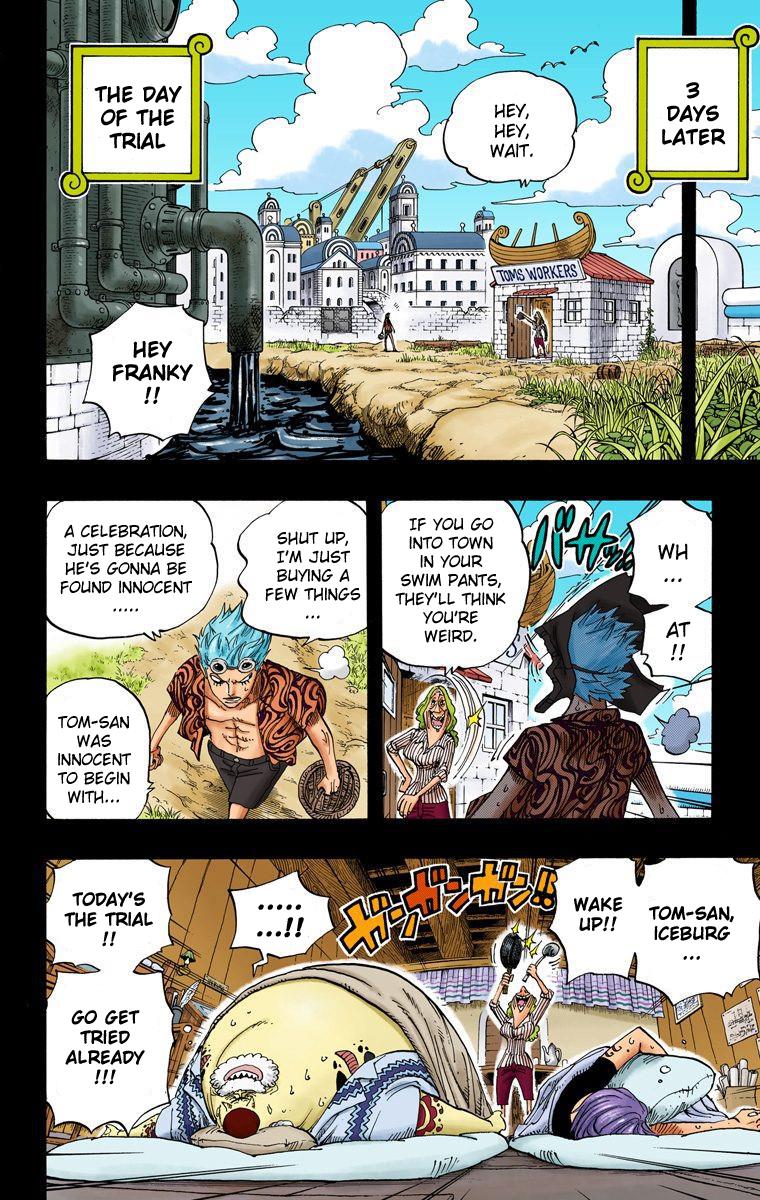 3
DAYS
LATER
THE DAY
OF THE
TRIAL
HEY,
HEY,
WAIT.
TOMS WORKERS
HEY
FRANKY
!!
WH
...
AT!!
バサッ
IF YOU GO
INTO TOWN
IN YOUR
SWIM PANTS,
THEY'LL THINK
YOU'RE
WEIRD.
SHUT UP,
I'M JUST
BUYING A
FEW THINGS
...
A CELEBRATION,
JUST BECAUSE
HE'S GONNA BE
FOUND INNOCENT
.....
TOM-SAN
WAS
INNOCENT
TO BEGIN
WITH...
TOM-SAN,
ICEBURG
...
WAKE
UP!!
ガンガンガン!!
.....
...!!
TODAY'S
THE TRIAL
!!
GO GET
TRIED
ALREADY
!!!